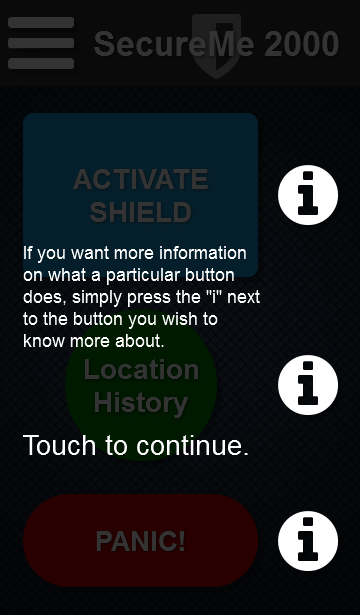 SecureMe 2000
ACTIVATE
SHIELD
If you want more information
on what a particular button
does, simply press the "i" next
to the button you wish to
know more about.
Location
History
Touch to continue.
PANIC!